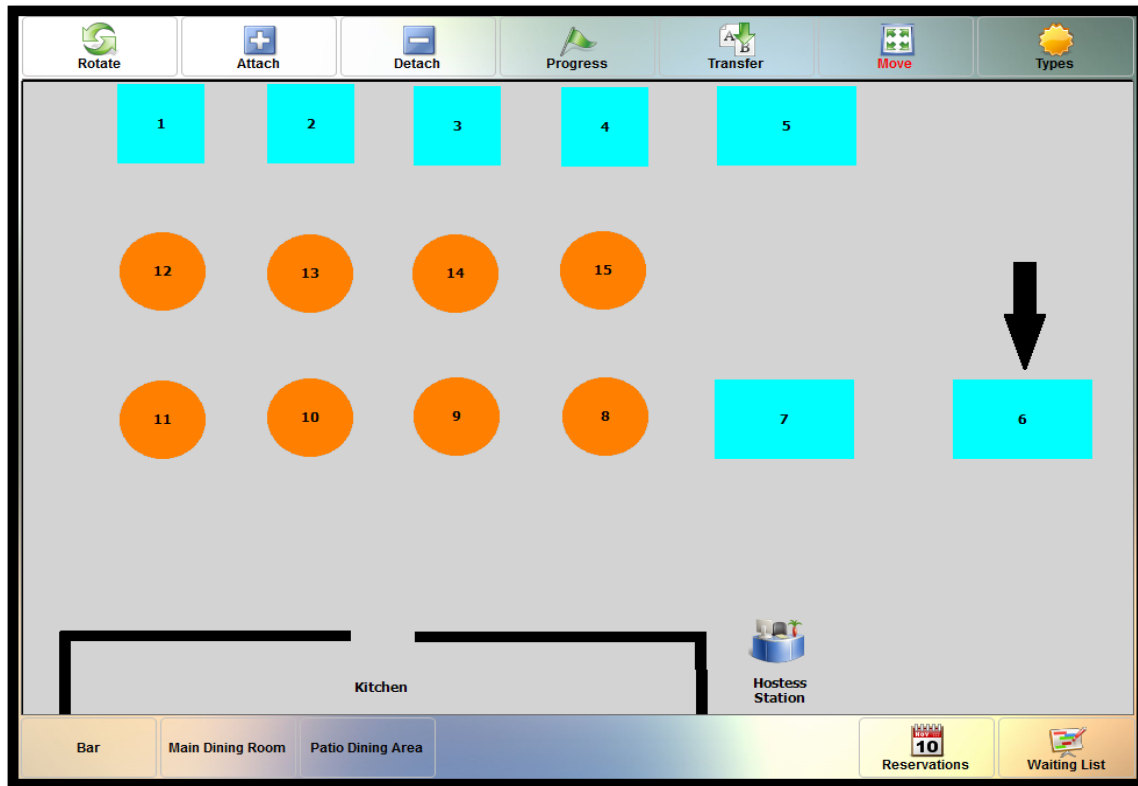 Rotate
Attach
Detach
Progress
A
B
Transfer
Move
Types
1
2
3
4
5
12
13
14
15
11
10
9
8
7
6
Kitchen
Hostess
Station
Bar
Main Dining Room
Patio Dining Area
NOV
10
Reservations
Waiting List